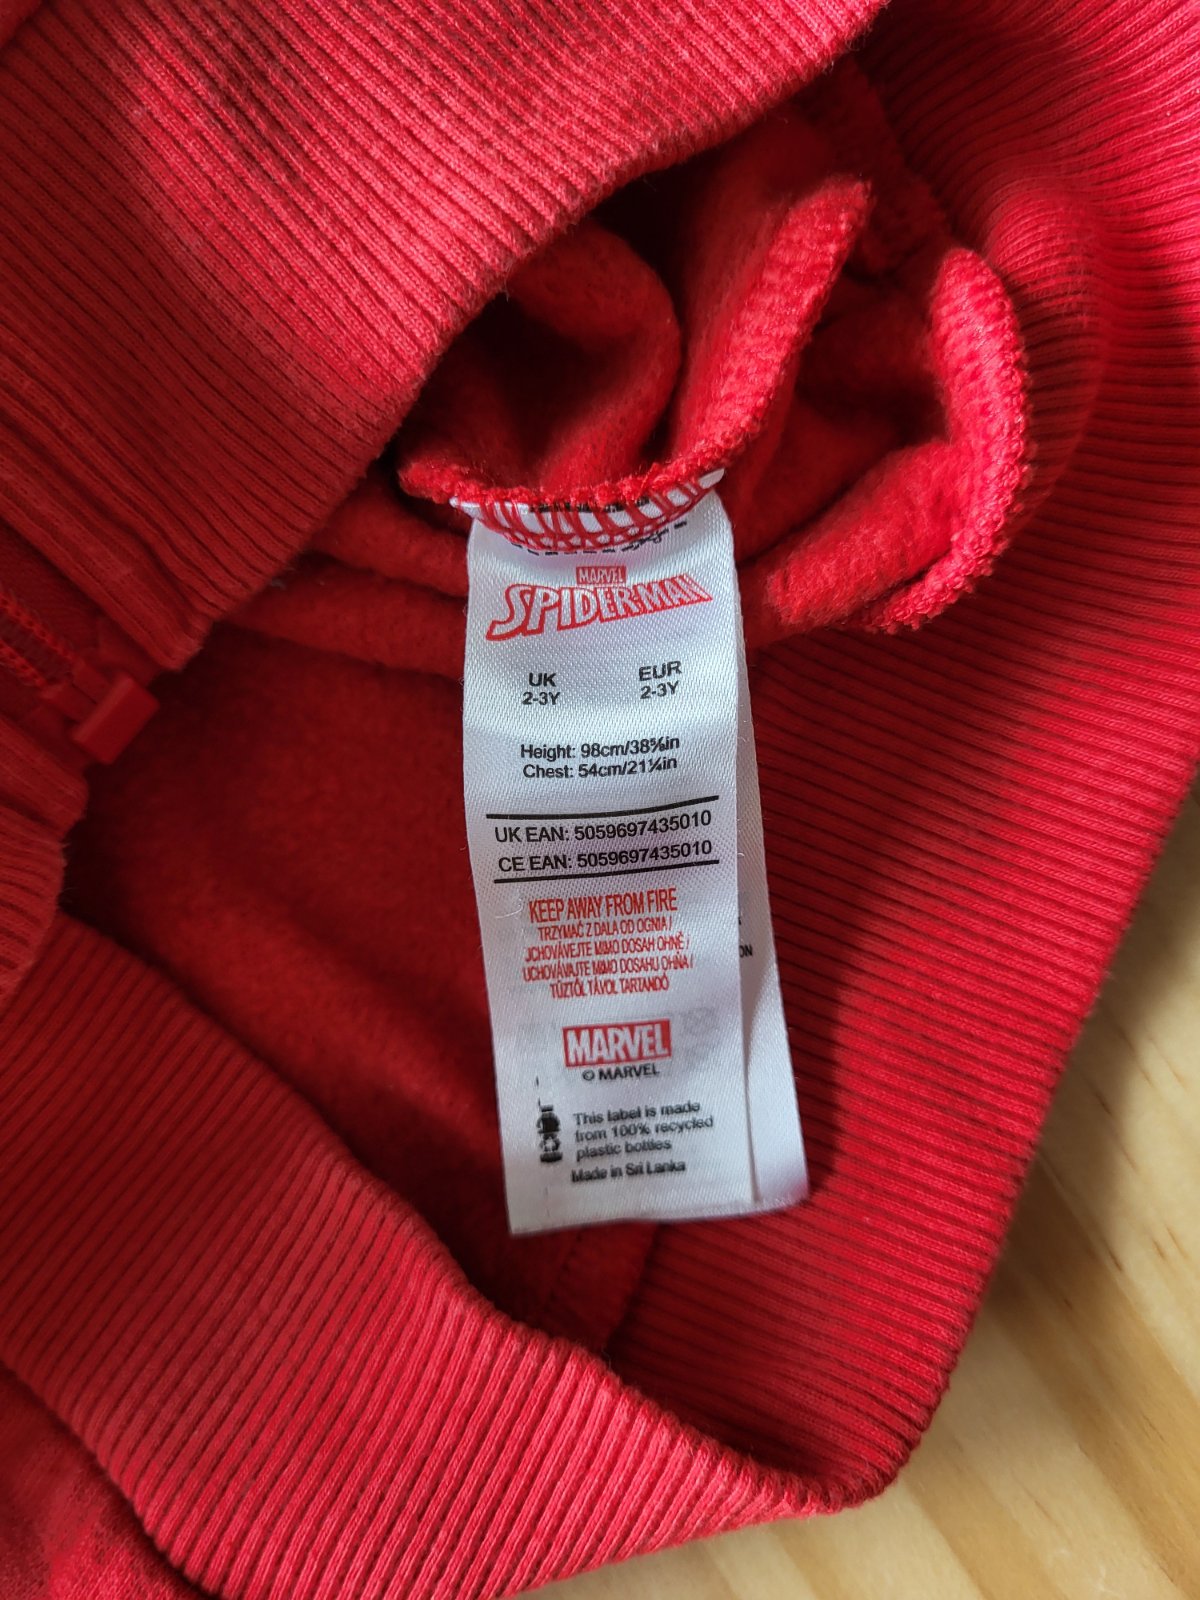 MARVEL
SPIDER-MAN
UK EUR
2-3Y 2-3Y
Height: 98cm/38⅝in
Chest: 54cm/21¼in
UK EAN: 5059697435010
CE EAN: 5059697435010
KEEP AWAY FROM FIRE
TRZYMAĆ Z DALA OD OGNIA /
UCHOVÁVEJTE MIMO DOSAH OHNĚ /
UCHOVÁVAJTE MIMO DOSAHU OHŇA /
TŰZTŐL TÁVOL TARTANDÓ
MARVEL
© MARVEL
This label is made
from 100% recycled
plastic bottles
Made in Sri Lanka
ON